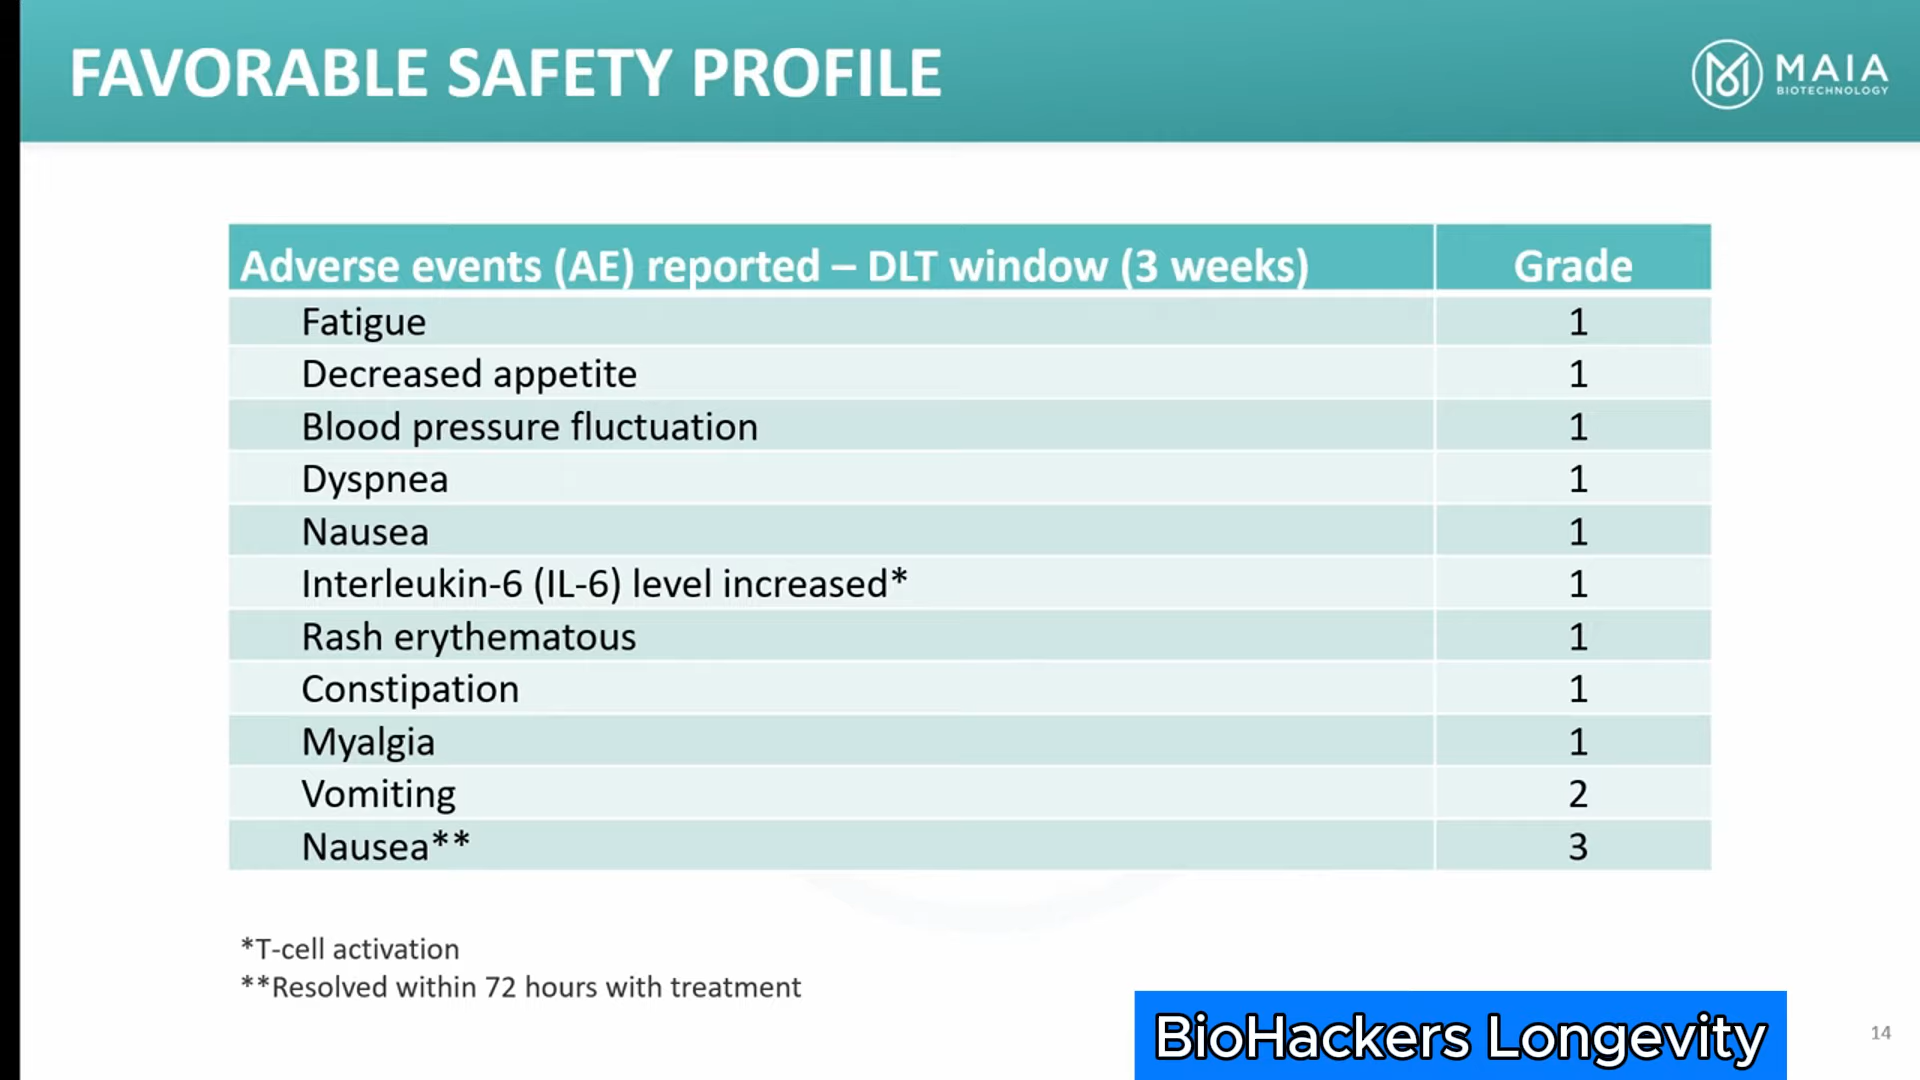 FAVORABLE SAFETY PROFILE
MAIA
BIOTECHNOLOGY
Adverse events (AE) reported – DLT window (3 weeks) Grade
Fatigue 1
Decreased appetite 1
Blood pressure fluctuation 1
Dyspnea 1
Nausea 1
Interleukin-6 (IL-6) level increased* 1
Rash erythematous 1
Constipation 1
Myalgia 1
Vomiting 2
Nausea** 3
*T-cell activation
**Resolved within 72 hours with treatment
BioHackers Longevity
14